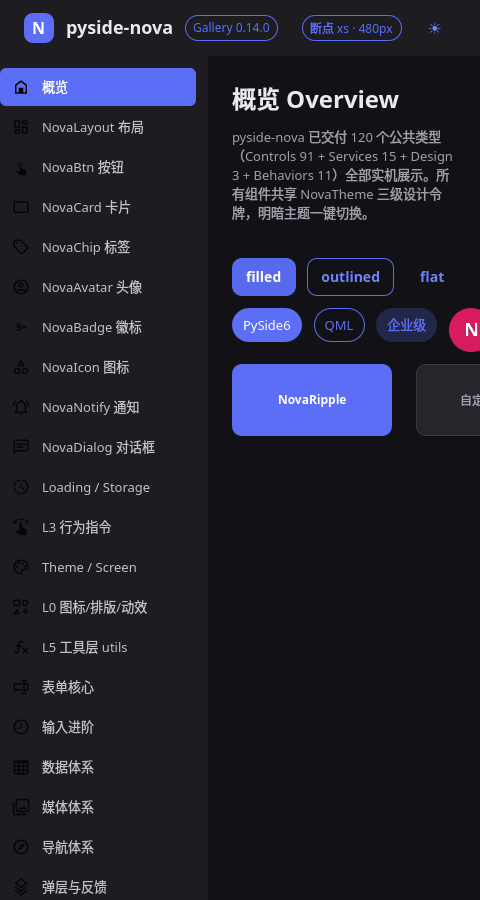 N pyside-nova Gallery 0.14.0 断点 xs · 480px
概览
NovaLayout 布局
NovaBtn 按钮
NovaCard 卡片
NovaChip 标签
NovaAvatar 头像
9+ NovaBadge 徽标
NovaIcon 图标
NovaNotify 通知
NovaDialog 对话框
Loading / Storage
L3 行为指令
Theme / Screen
L0 图标/排版/动效
L5 工具层 utils
表单核心
输入进阶
数据体系
媒体体系
导航体系
弹层与反馈
概览 Overview
pyside-nova 已交付 120 个公共类型
（Controls 91 + Services 15 + Design
3 + Behaviors 11）全部实机展示。所
有组件共享 NovaTheme 三级设计令
牌，明暗主题一键切换。
filled outlined flat
PySide6 QML 企业级 N
NovaRipple 自定